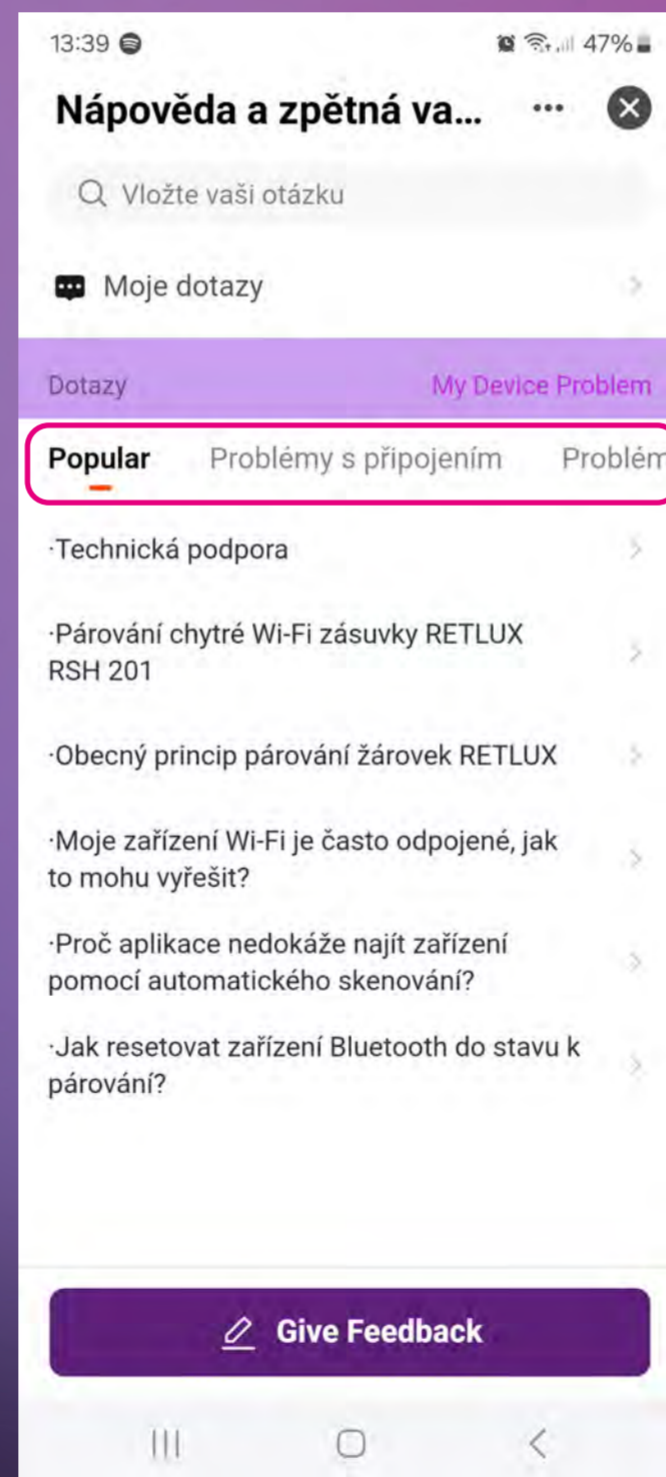 13:39 47%
Nápověda a zpětná va...
Vložte vaši otázku
Moje dotazy
Dotazy My Device Problem
Popular Problémy s připojením Problém
·Technická podpora
·Párování chytré Wi-Fi zásuvky RETLUX
RSH 201
·Obecný princip párování žárovek RETLUX
·Moje zařízení Wi-Fi je často odpojené, jak
to mohu vyřešit?
·Proč aplikace nedokáže najít zařízení
pomocí automatického skenování?
·Jak resetovat zařízení Bluetooth do stavu k
párování?
Give Feedback